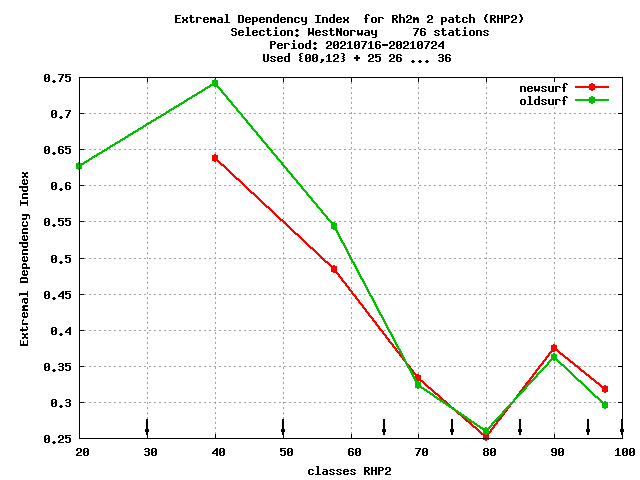 Extremal Dependency Index  for Rh2m 2 patch (RHP2)
Selection: WestNorway     76 stations
Period: 20210716-20210724
Used {00,12} + 25 26 ... 36
newsurf
oldsurf
0.75
0.7
0.65
0.6
0.55
0.5
0.45
0.4
0.35
0.3
0.25
Extremal Dependency Index
20 30 40 50 60 70 80 90 100
classes RHP2